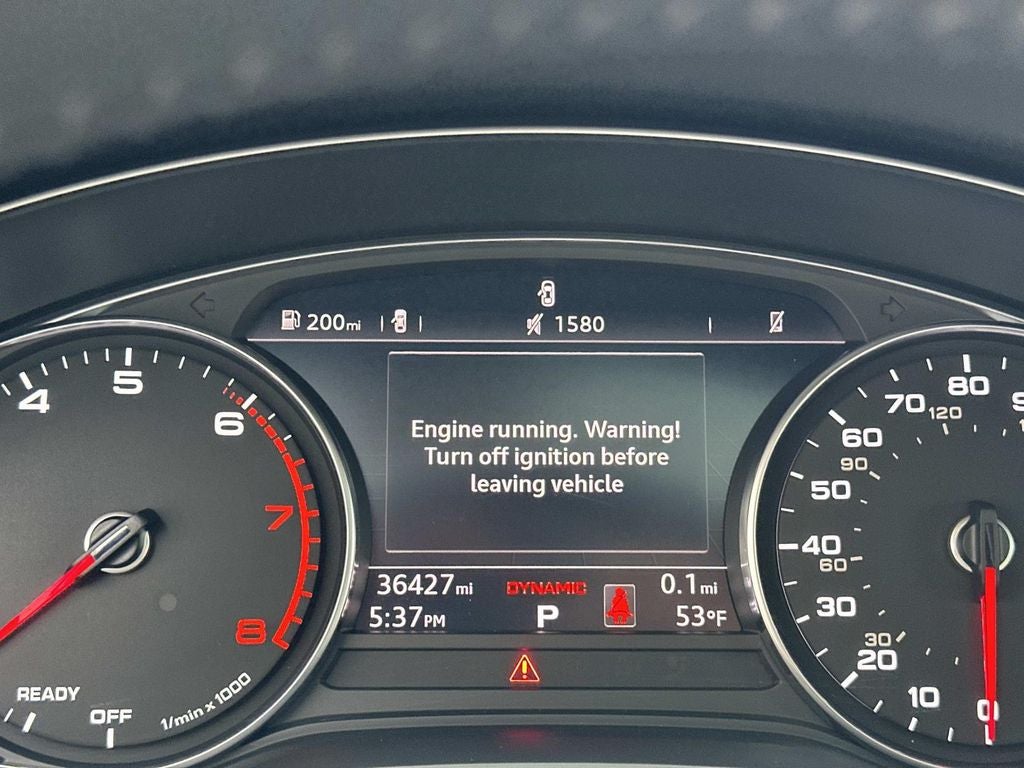 200mi
1580
Engine running. Warning!
Turn off ignition before
leaving vehicle
36427mi
DYNAMIC
0.1mi
5:37PM
P
53°F
4
5
6
7
8
READY
OFF
1/min x 1000
0
10
20
30
40
50
60
70
80
30
60
90
120